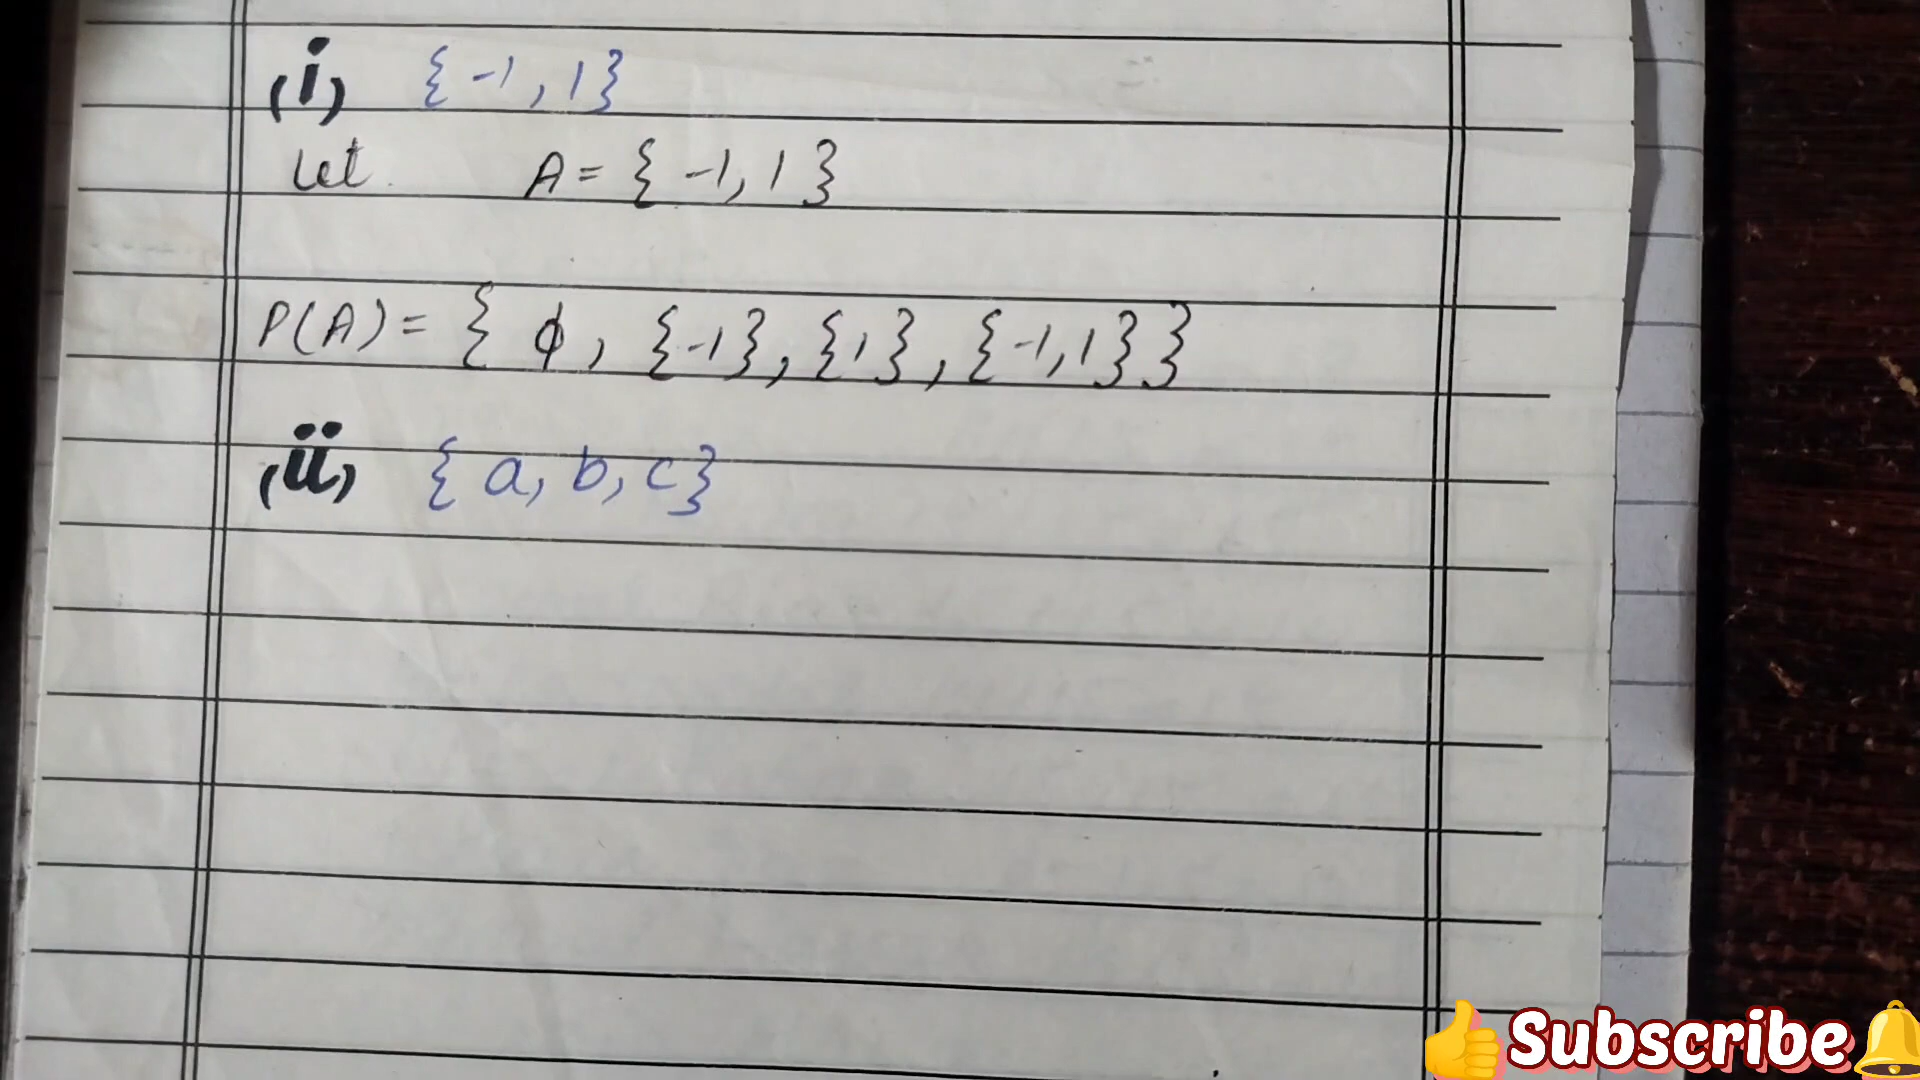 (i) {-1, 1}
Let A = {-1, 1}
P(A) = { ϕ, {-1}, {1}, {-1, 1} }
(ii) { a, b, c}
Subscribe